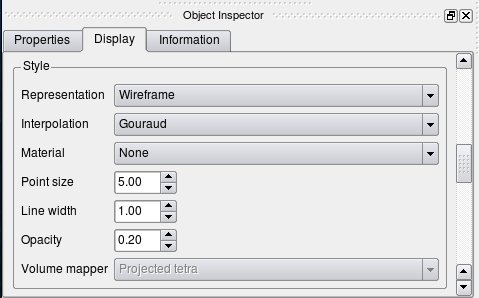 Object Inspector
Properties Display Information
Style
Representation Wireframe
Interpolation Gouraud
Material None
Point size 5.00
Line width 1.00
Opacity 0.20
Volume mapper Projected tetra